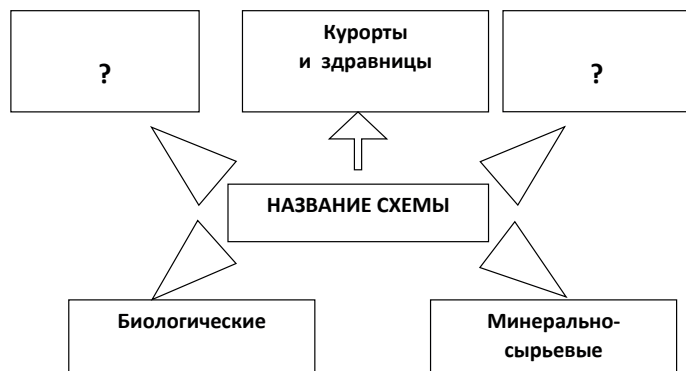 ?
Курорты
и здравницы
?
НАЗВАНИЕ СХЕМЫ
Биологические
Минерально-
сырьевые